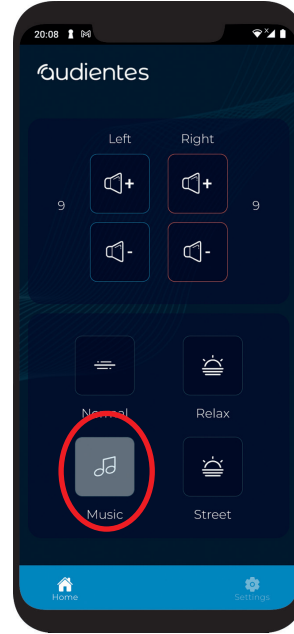 20:08
audientes
Left Right
9 9
Normal Relax
Music Street
Home Settings